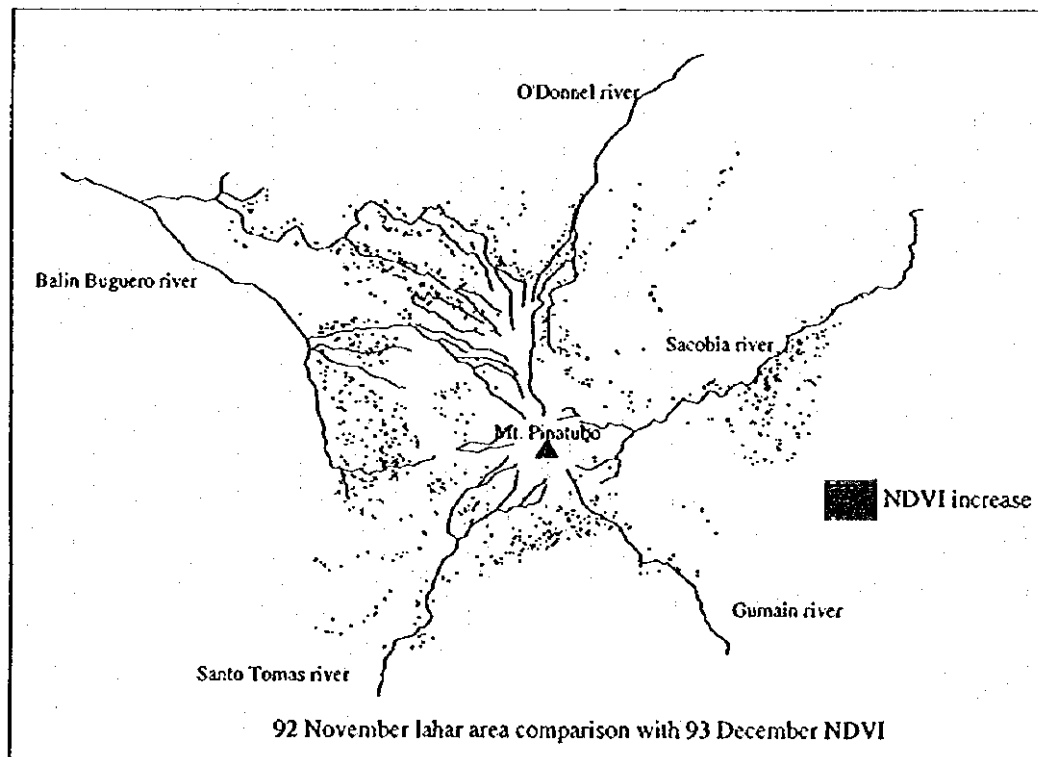 O'Donnel river
Balin Buguero river
Sacobia river
Mt. Pinatubo
NDVI increase
Gumain river
Santo Tomas river
92 November lahar area comparison with 93 December NDVI